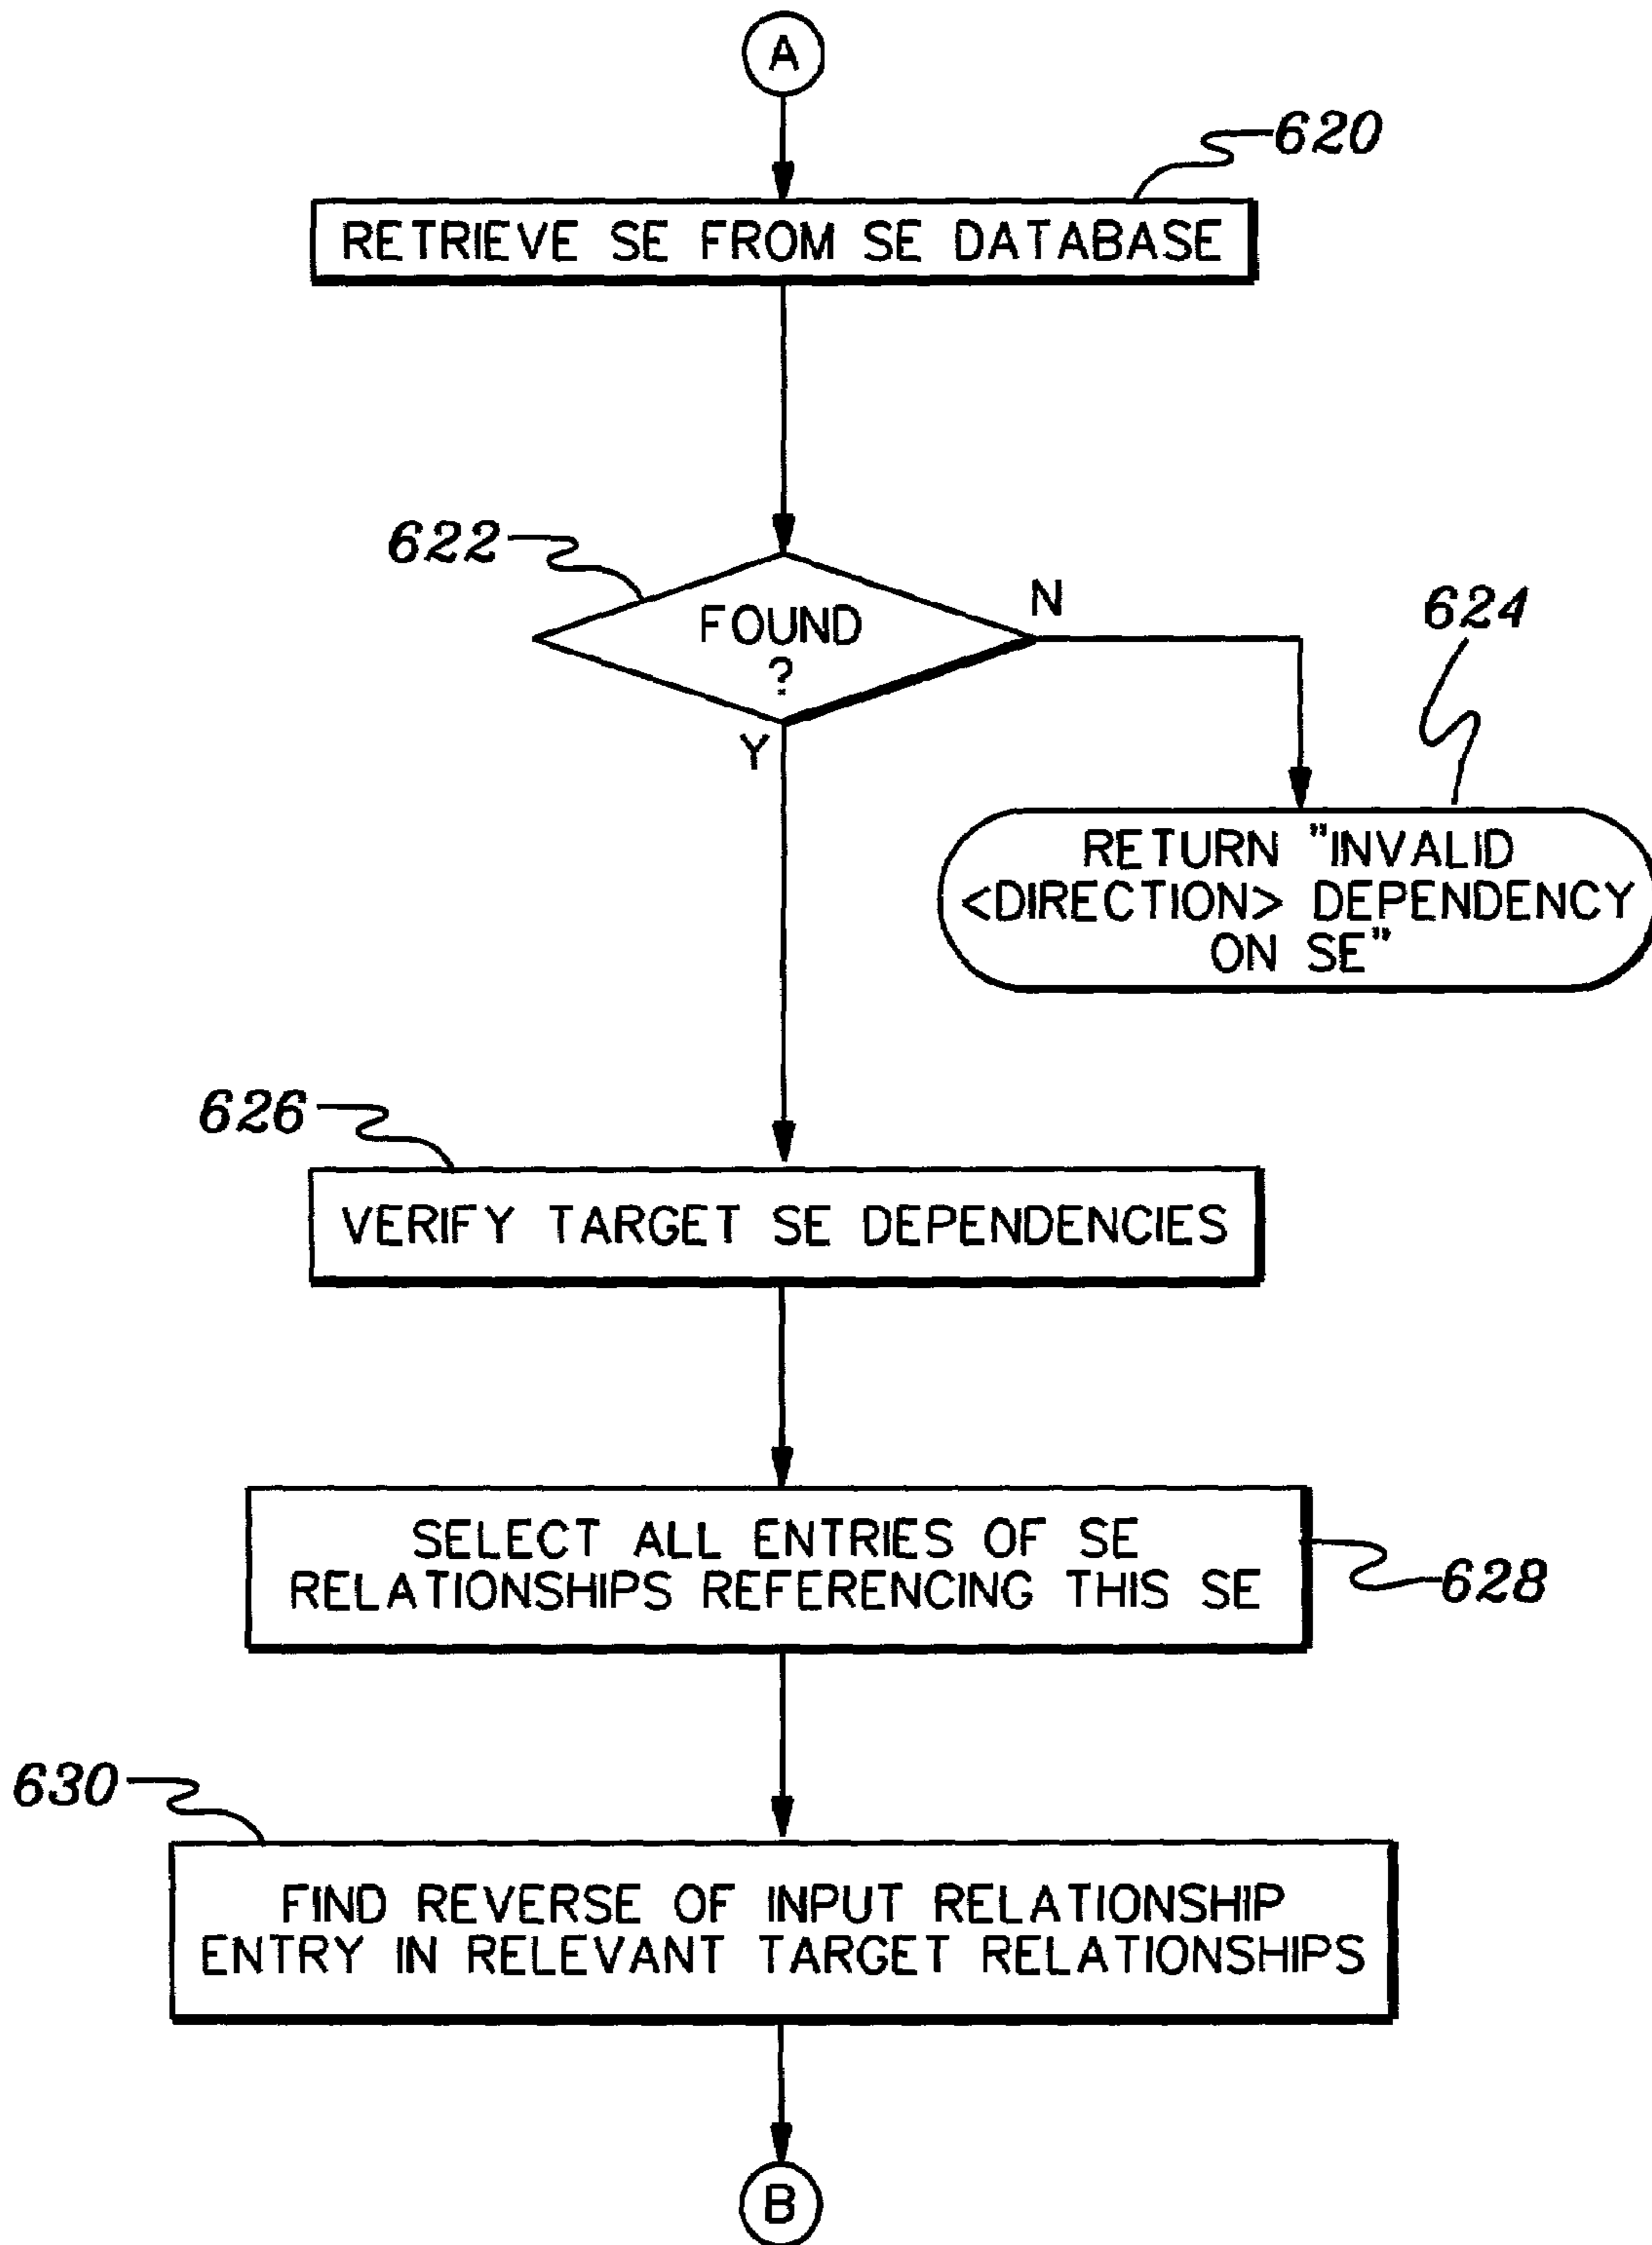 A
620
RETRIEVE SE FROM SE DATABASE
622
FOUND
?
N
Y
624
RETURN "INVALID
<DIRECTION> DEPENDENCY
ON SE"
626
VERIFY TARGET SE DEPENDENCIES
SELECT ALL ENTRIES OF SE
RELATIONSHIPS REFERENCING THIS SE
628
630
FIND REVERSE OF INPUT RELATIONSHIP
ENTRY IN RELEVANT TARGET RELATIONSHIPS
B